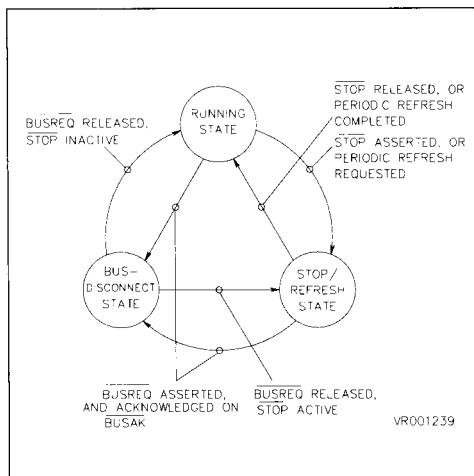 BUSREQ RELEASED,
STOP INACTIVE
RUNNING
STATE
STOP RELEASED, OR
PERIODIC REFRESH
COMPLETED
STOP ASSERTED, OR
PERIODIC REFRESH
REQUESTED
BUS-
DISCONNECT
STATE
STOP/
REFRESH
STATE
BUSREQ ASSERTED,
AND ACKNOWLEDGED ON
BUSAK
BUSREQ RELEASED,
STOP ACTIVE
VR001239